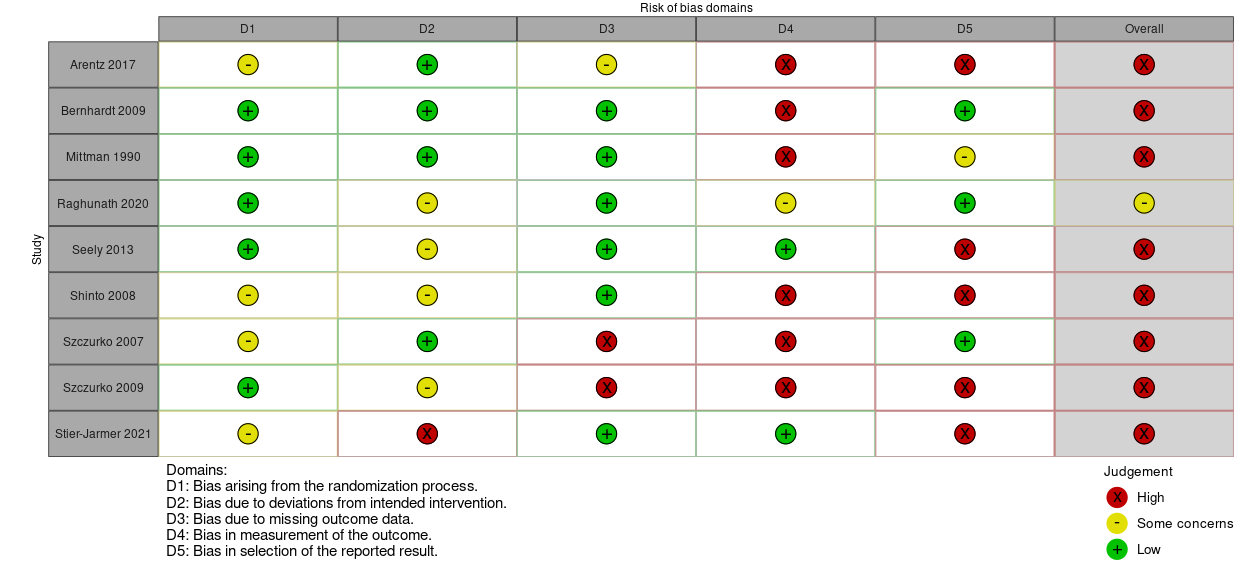 Risk of bias domains
D1 D2 D3 D4 D5 Overall
Study
Arentz 2017 - + - X X X
Bernhardt 2009 + + + X + X
Mittman 1990 + + + X - X
Raghunath 2020 + - + - + -
Seely 2013 + - + + X X
Shinto 2008 - - + X X X
Szczurko 2007 - + X X + X
Szczurko 2009 + - X X X X
Stier-Jarmer 2021 - X + + X X
Domains:
D1: Bias arising from the randomization process.
D2: Bias due to deviations from intended intervention.
D3: Bias due to missing outcome data.
D4: Bias in measurement of the outcome.
D5: Bias in selection of the reported result.
Judgement
X High
- Some concerns
+ Low